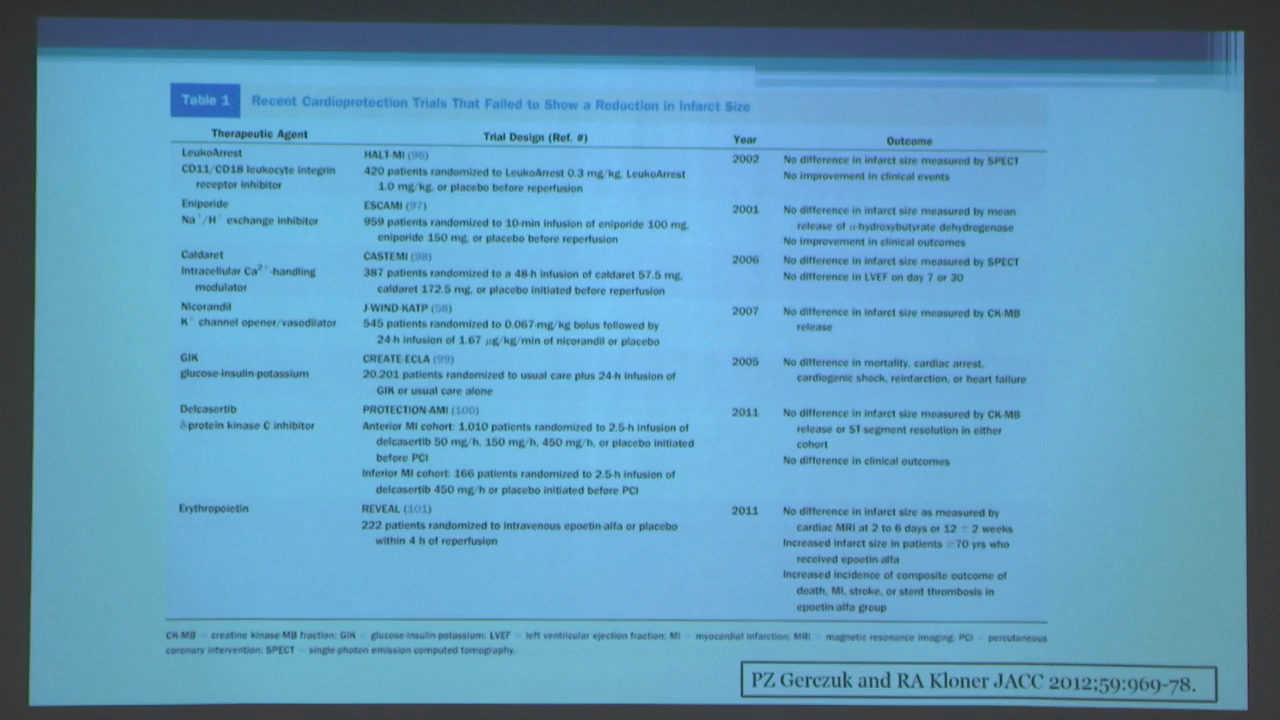 Table 1 Recent Cardioprotection Trials That Failed to Show a Reduction in Infarct Size
Therapeutic Agent Trial Design (Ref. #) Year Outcome
LeukoArrest HALT-MI (96) 2002 No difference in infarct size measured by SPECT
CD11/CD18 leukocyte integrin 420 patients randomized to LeukoArrest 0.3 mg/kg, LeukoArrest No improvement in clinical events
receptor inhibitor 1.0 mg/kg, or placebo before reperfusion
Eniporide ESCAMI (97) 2001 No difference in infarct size measured by mean
Na+/H+ exchange inhibitor 959 patients randomized to 10-min infusion of eniporide 100 mg, release of α-hydroxybutyrate dehydrogenase
eniporide 150 mg, or placebo before reperfusion No improvement in clinical outcomes
Caldaret CASTEMI (98) 2006 No difference in infarct size measured by SPECT
Intracellular Ca2+-handling 387 patients randomized to a 48-h infusion of caldaret 57.5 mg, No difference in LVEF on day 7 or 30
modulator caldaret 172.5 mg, or placebo initiated before reperfusion
Nicorandil J-WIND-KATP (58) 2007 No difference in infarct size measured by CK-MB
K+ channel opener/vasodilator 545 patients randomized to 0.067-mg/kg bolus followed by release
24-h infusion of 1.67 μg/kg/min of nicorandil or placebo
GIK CREATE-ECLA (99) 2005 No difference in mortality, cardiac arrest,
glucose-insulin-potassium 20,201 patients randomized to usual care plus 24-h infusion of cardiogenic shock, reinfarction, or heart failure
GIK or usual care alone
Delcasertib PROTECTION-AMI (100) 2011 No difference in infarct size measured by CK-MB
δ-protein kinase C inhibitor Anterior MI cohort: 1,010 patients randomized to 2.5-h infusion of release or ST-segment resolution in either
delcasertib 50 mg/h, 150 mg/h, 450 mg/h, or placebo initiated cohort
before PCI No difference in clinical outcomes
Inferior MI cohort: 166 patients randomized to 2.5-h infusion of
delcasertib 450 mg/h or placebo initiated before PCI
Erythropoietin REVEAL (101) 2011 No difference in infarct size as measured by
222 patients randomized to intravenous epoetin-alfa or placebo cardiac MRI at 2 to 6 days or 12 ± 2 weeks
within 4 h of reperfusion Increased infarct size in patients 70 yrs who
received epoetin-alfa
Increased incidence of composite outcome of
death, MI, stroke, or stent thrombosis in
epoetin-alfa group
CK-MB = creatine kinase-MB fraction; GIK = glucose-insulin-potassium; LVEF = left ventricular ejection fraction; MI = myocardial infarction; MRI = magnetic resonance imaging; PCI = percutaneous
coronary intervention; SPECT = single-photon emission computed tomography.
PZ Gerczuk and RA Kloner JACC 2012;59:969-78.